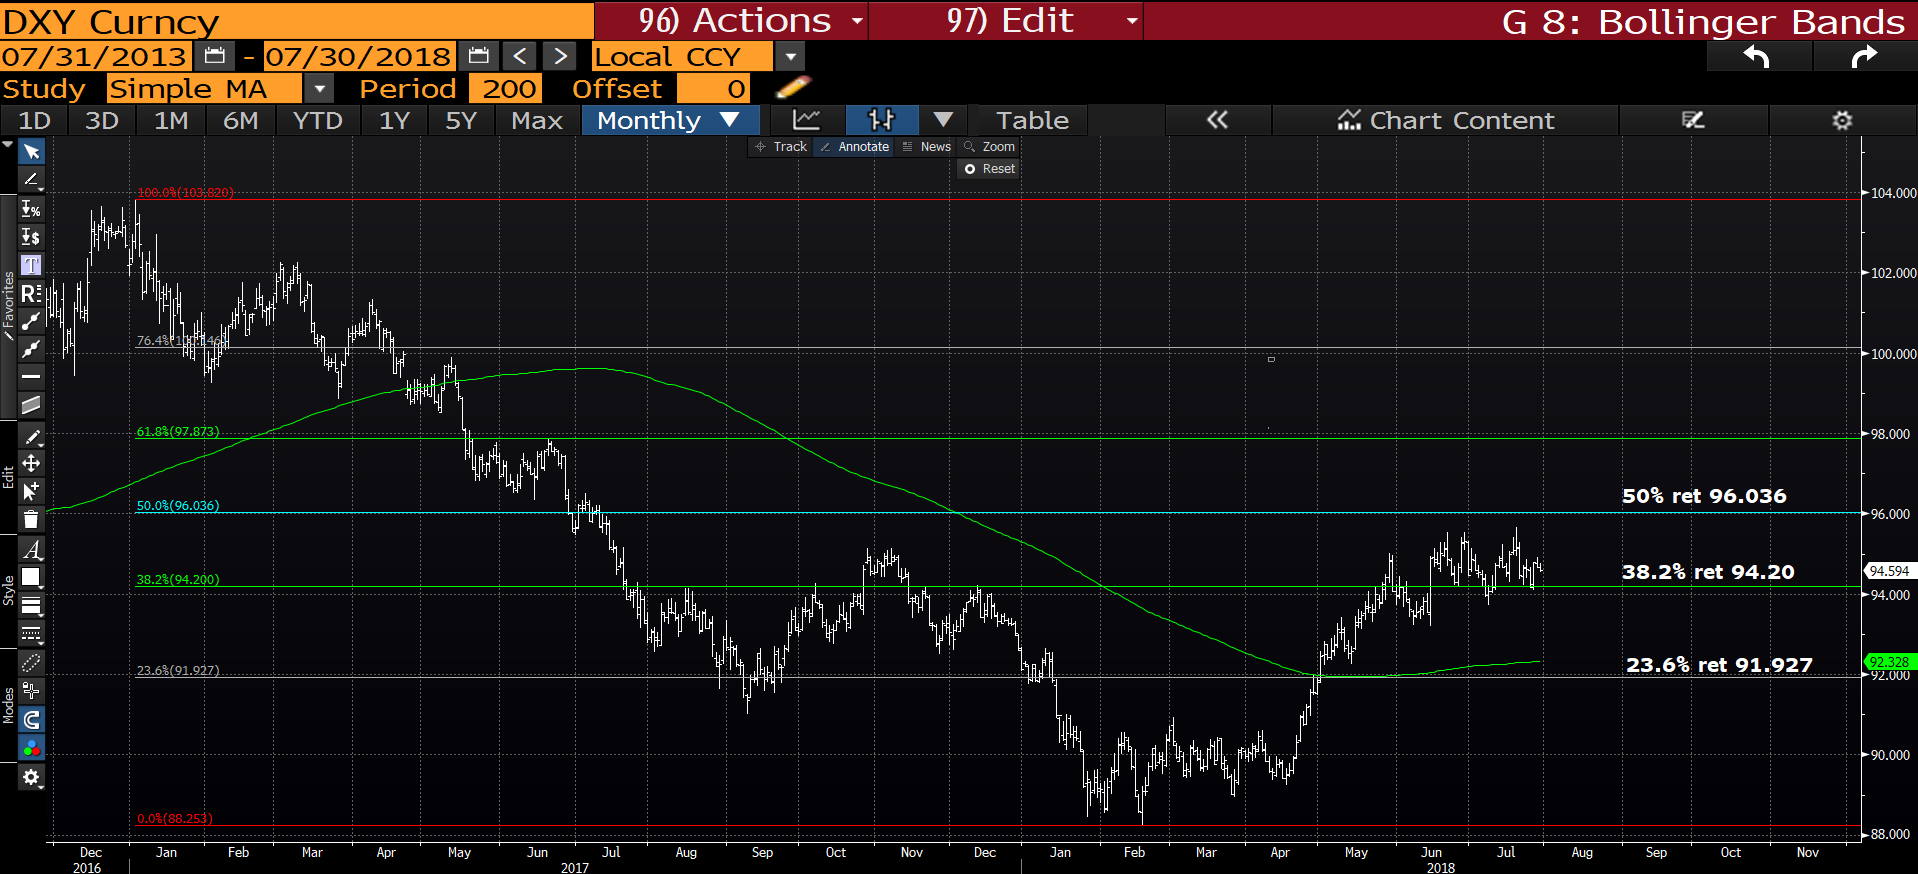 DXY Curncy 96) Actions 97) Edit G 8: Bollinger Bands
07/31/2013 - 07/30/2018 Local CCY
Study Simple MA Period 200 Offset 0
1D 3D 1M 6M YTD 1Y 5Y Max Monthly Table Chart Content
Track Annotate News Zoom
Reset
100.0%(103.820)
104.000
102.000
76.4%
100.000
61.8%(97.873)
98.000
50% ret 96.036
50.0%(96.036)
96.000
38.2% ret 94.20
94.594
38.2%(94.200)
94.000
23.6% ret 91.927
92.328
23.6%(91.927)
92.000
90.000
0.0%(88.253)
88.000
Favorites
Edit
Style
Modes
Dec Jan Feb Mar Apr May Jun Jul Aug Sep Oct Nov Dec Jan Feb Mar Apr May Jun Jul Aug Sep Oct Nov
2016 2017 2018